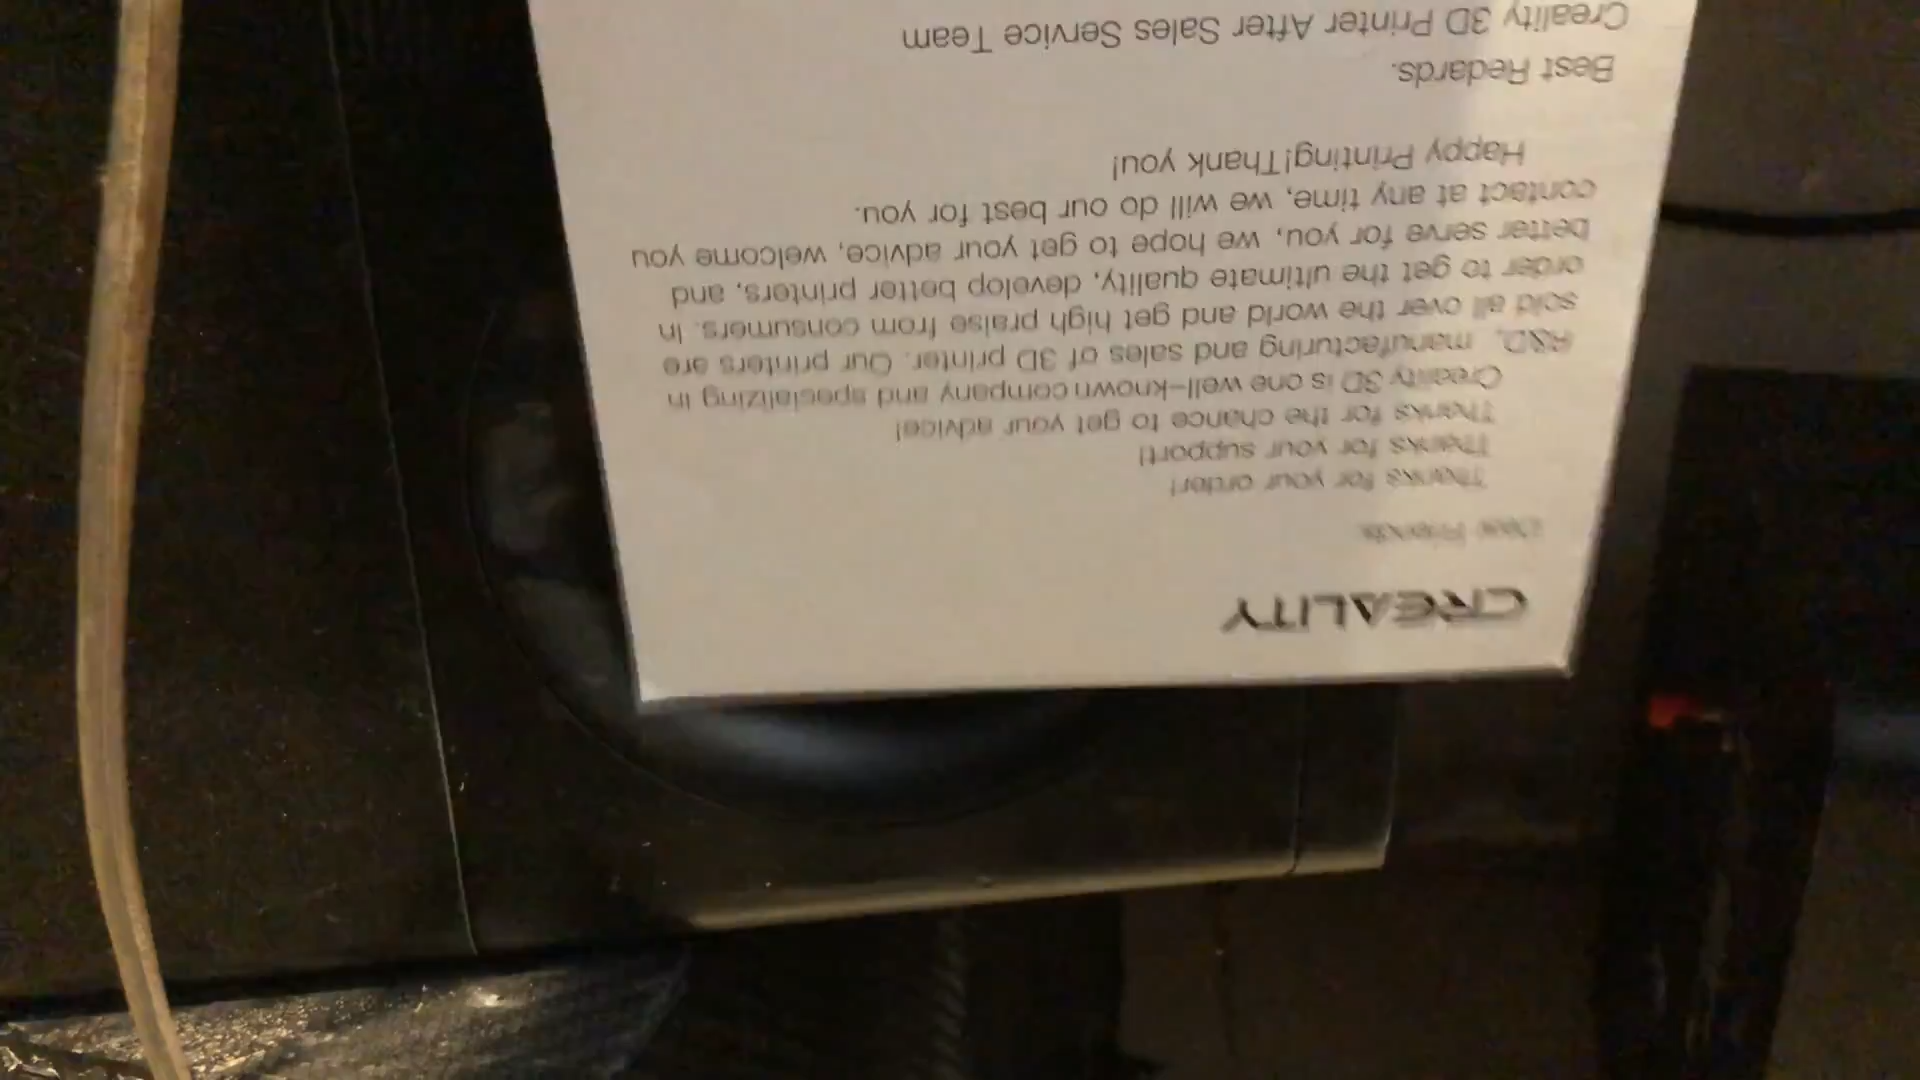 CREALITY
Dear Friends,
Thanks for your order!
Thanks for your support!
Thanks for the chance to get your advice!
Creality 3D is one well-known company and specializing in
R&D, manufacturing and sales of 3D printer. Our printers are
sold all over the world and get high praise from consumers. In
order to get the ultimate quality, develop better printers, and
better serve for you, we hope to get your advice, welcome you
contact at any time, we will do our best for you.
Happy Printing!Thank you!
Best Redards.
Creality 3D Printer After Sales Service Team